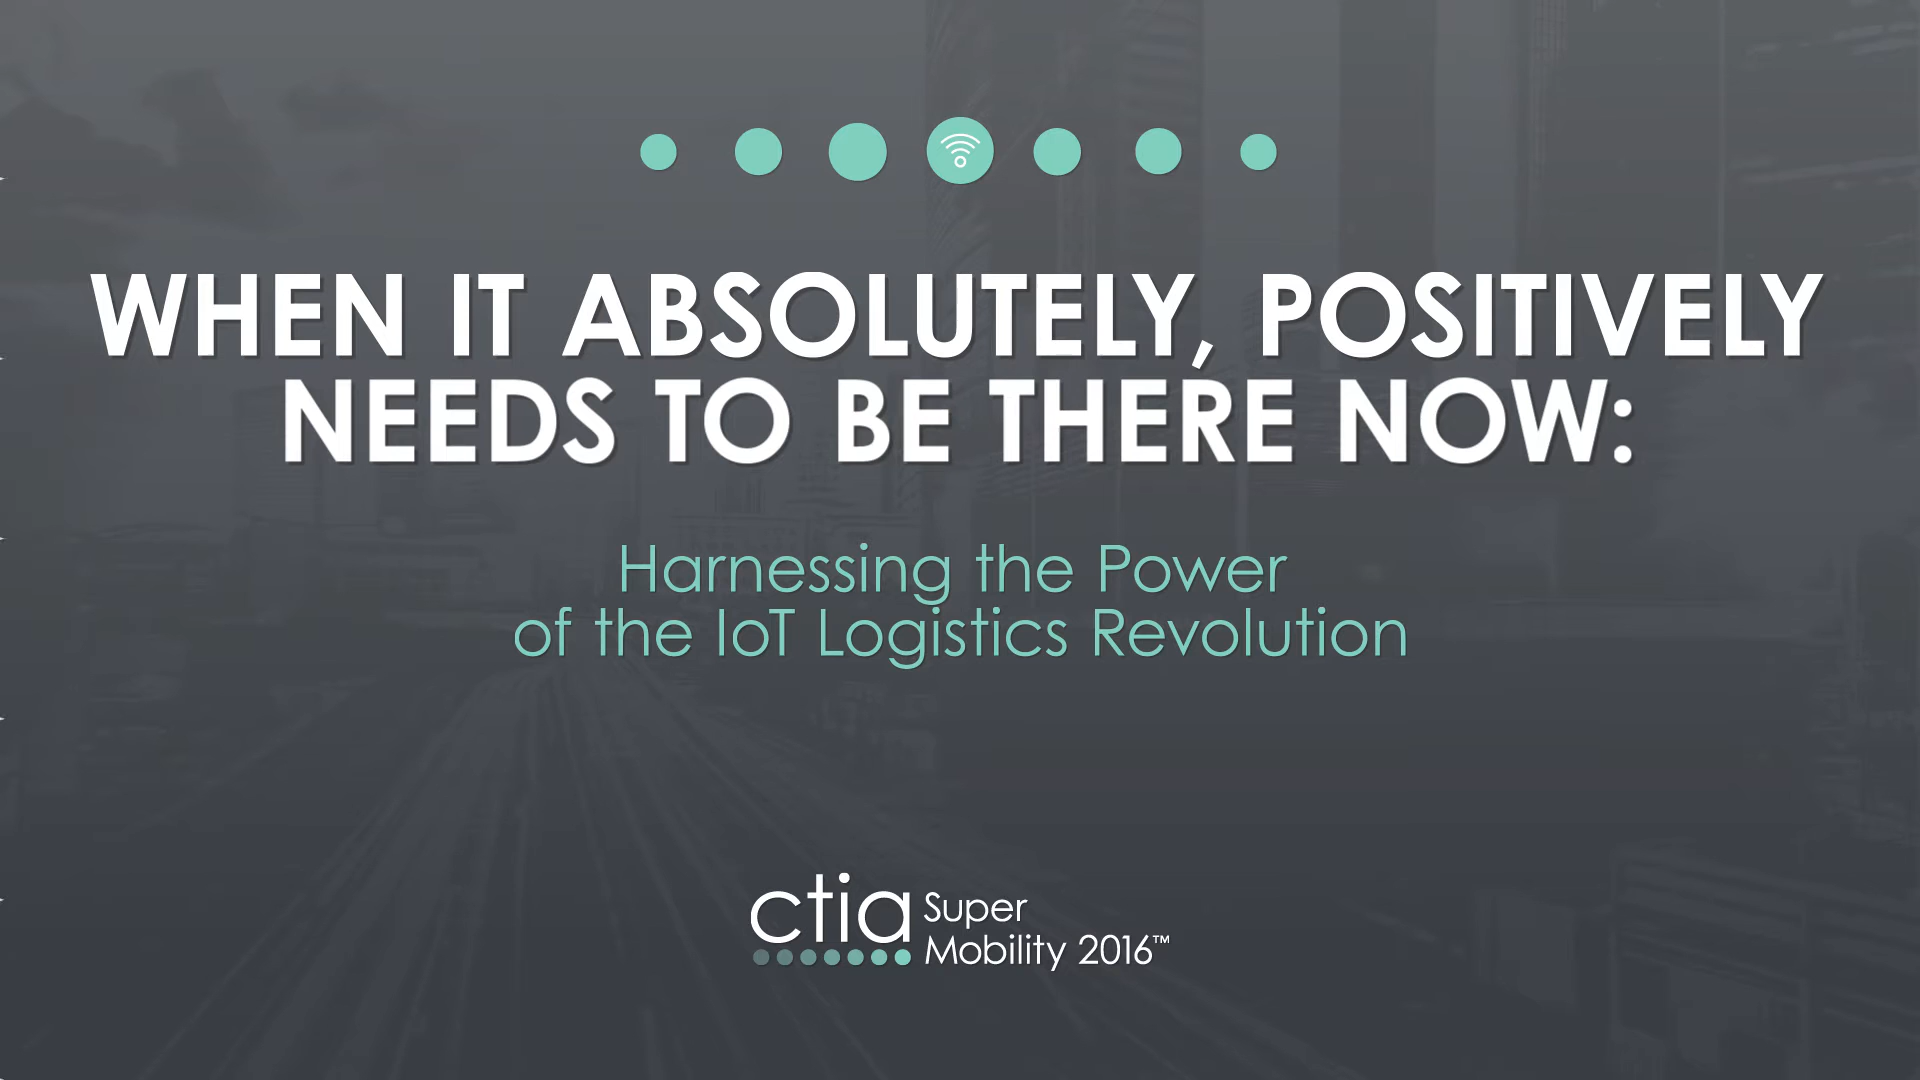 WHEN IT ABSOLUTELY, POSITIVELY
NEEDS TO BE THERE NOW:
Harnessing the Power
of the IoT Logistics Revolution
ctia Super
Mobility 2016™